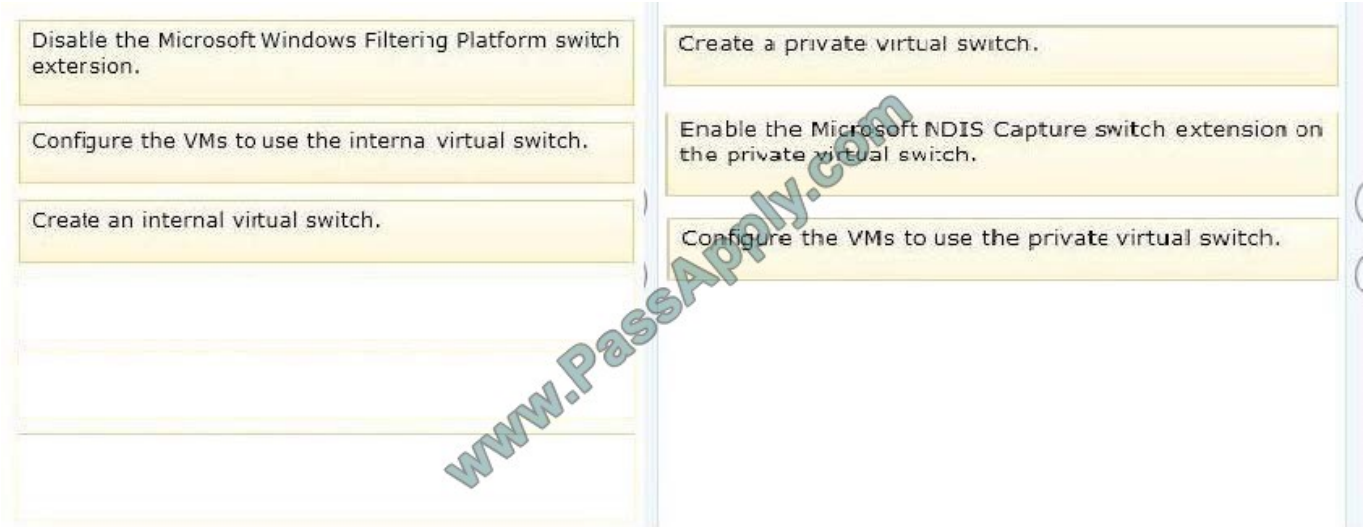 Disable the Microsoft Windows Filtering Platform switch
extersion.
Configure the VMs to use the interna virtual switch.
Create an internal virtual switch.
Create a private virtual switch.
Enable the Microsoft NDIS Capture switch extension on
the private virtual switch.
Configure the VMs to use the private virtual switch.
www.PassApply.com